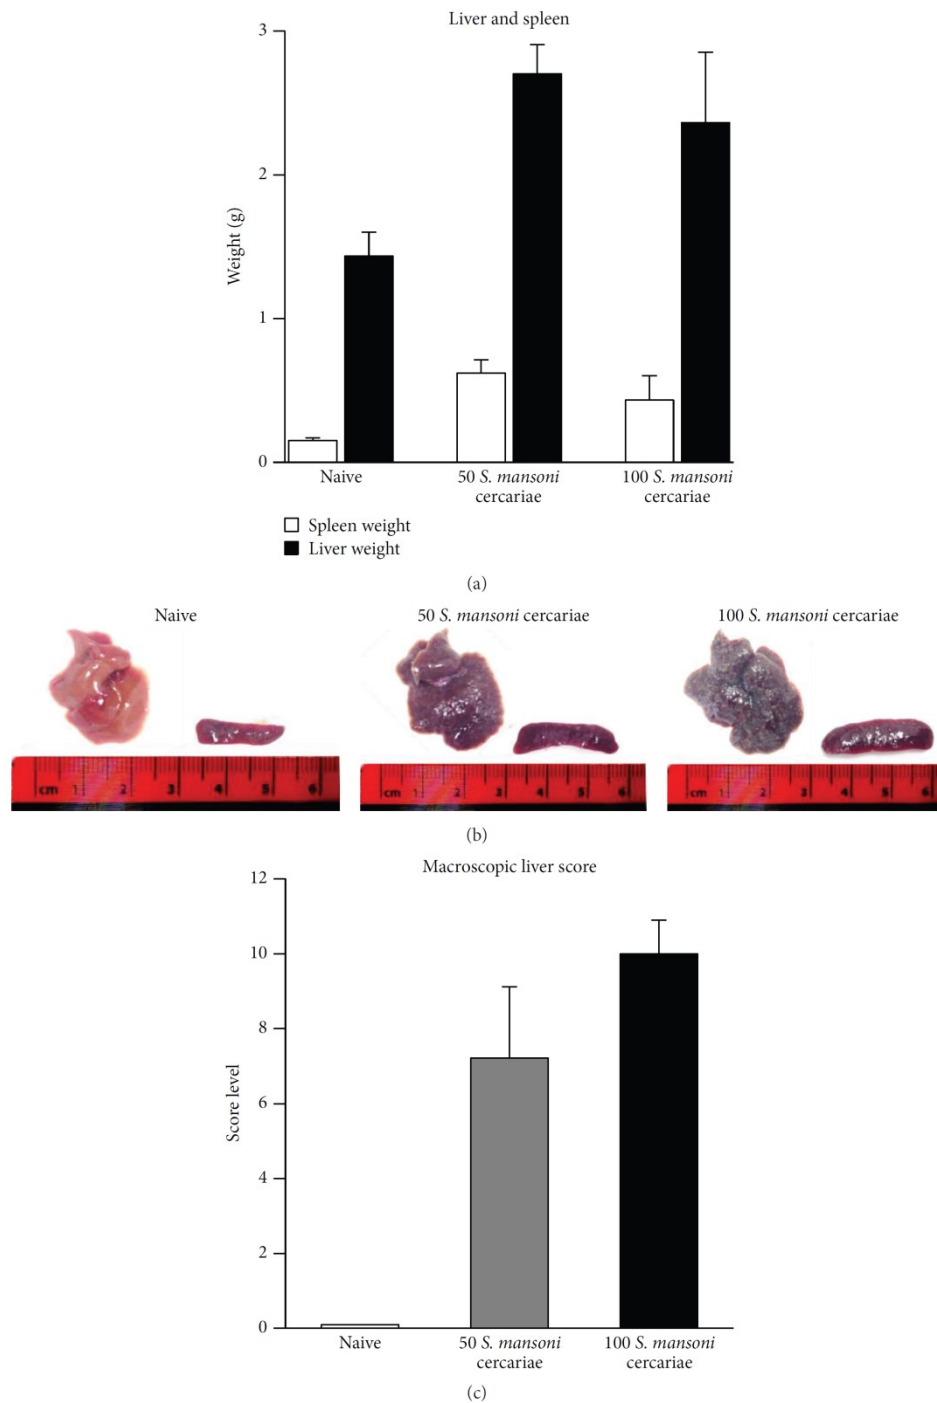 Liver and spleen
3
2
1
0
Weight (g)
Naive
50 S. mansoni
cercariae
100 S. mansoni
cercariae
Spleen weight
Liver weight
(a)
Naive
50 S. mansoni cercariae
100 S. mansoni cercariae
cm 1 2 3 4 5 6
cm 1 2 3 4 5 6
cm 1 2 3 4 5 6
(b)
Macroscopic liver score
12
10
8
6
4
2
0
Score level
Naive
50 S. mansoni
cercariae
100 S. mansoni
cercariae
(c)